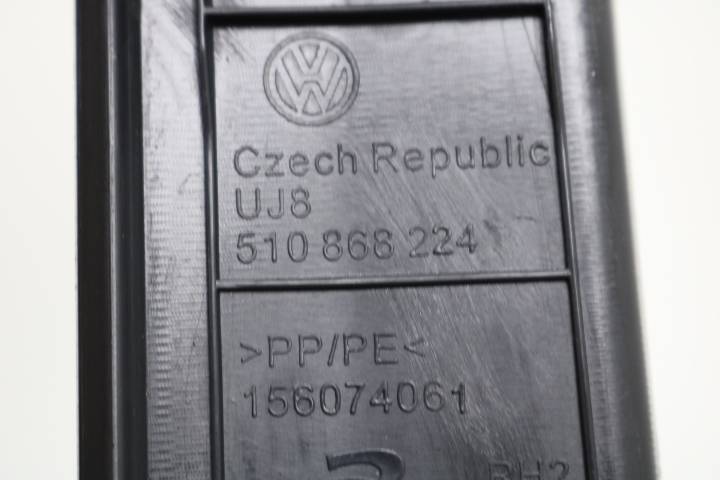 Czech Republic
UJ8
510 868 224
>PP/PE<
156074061